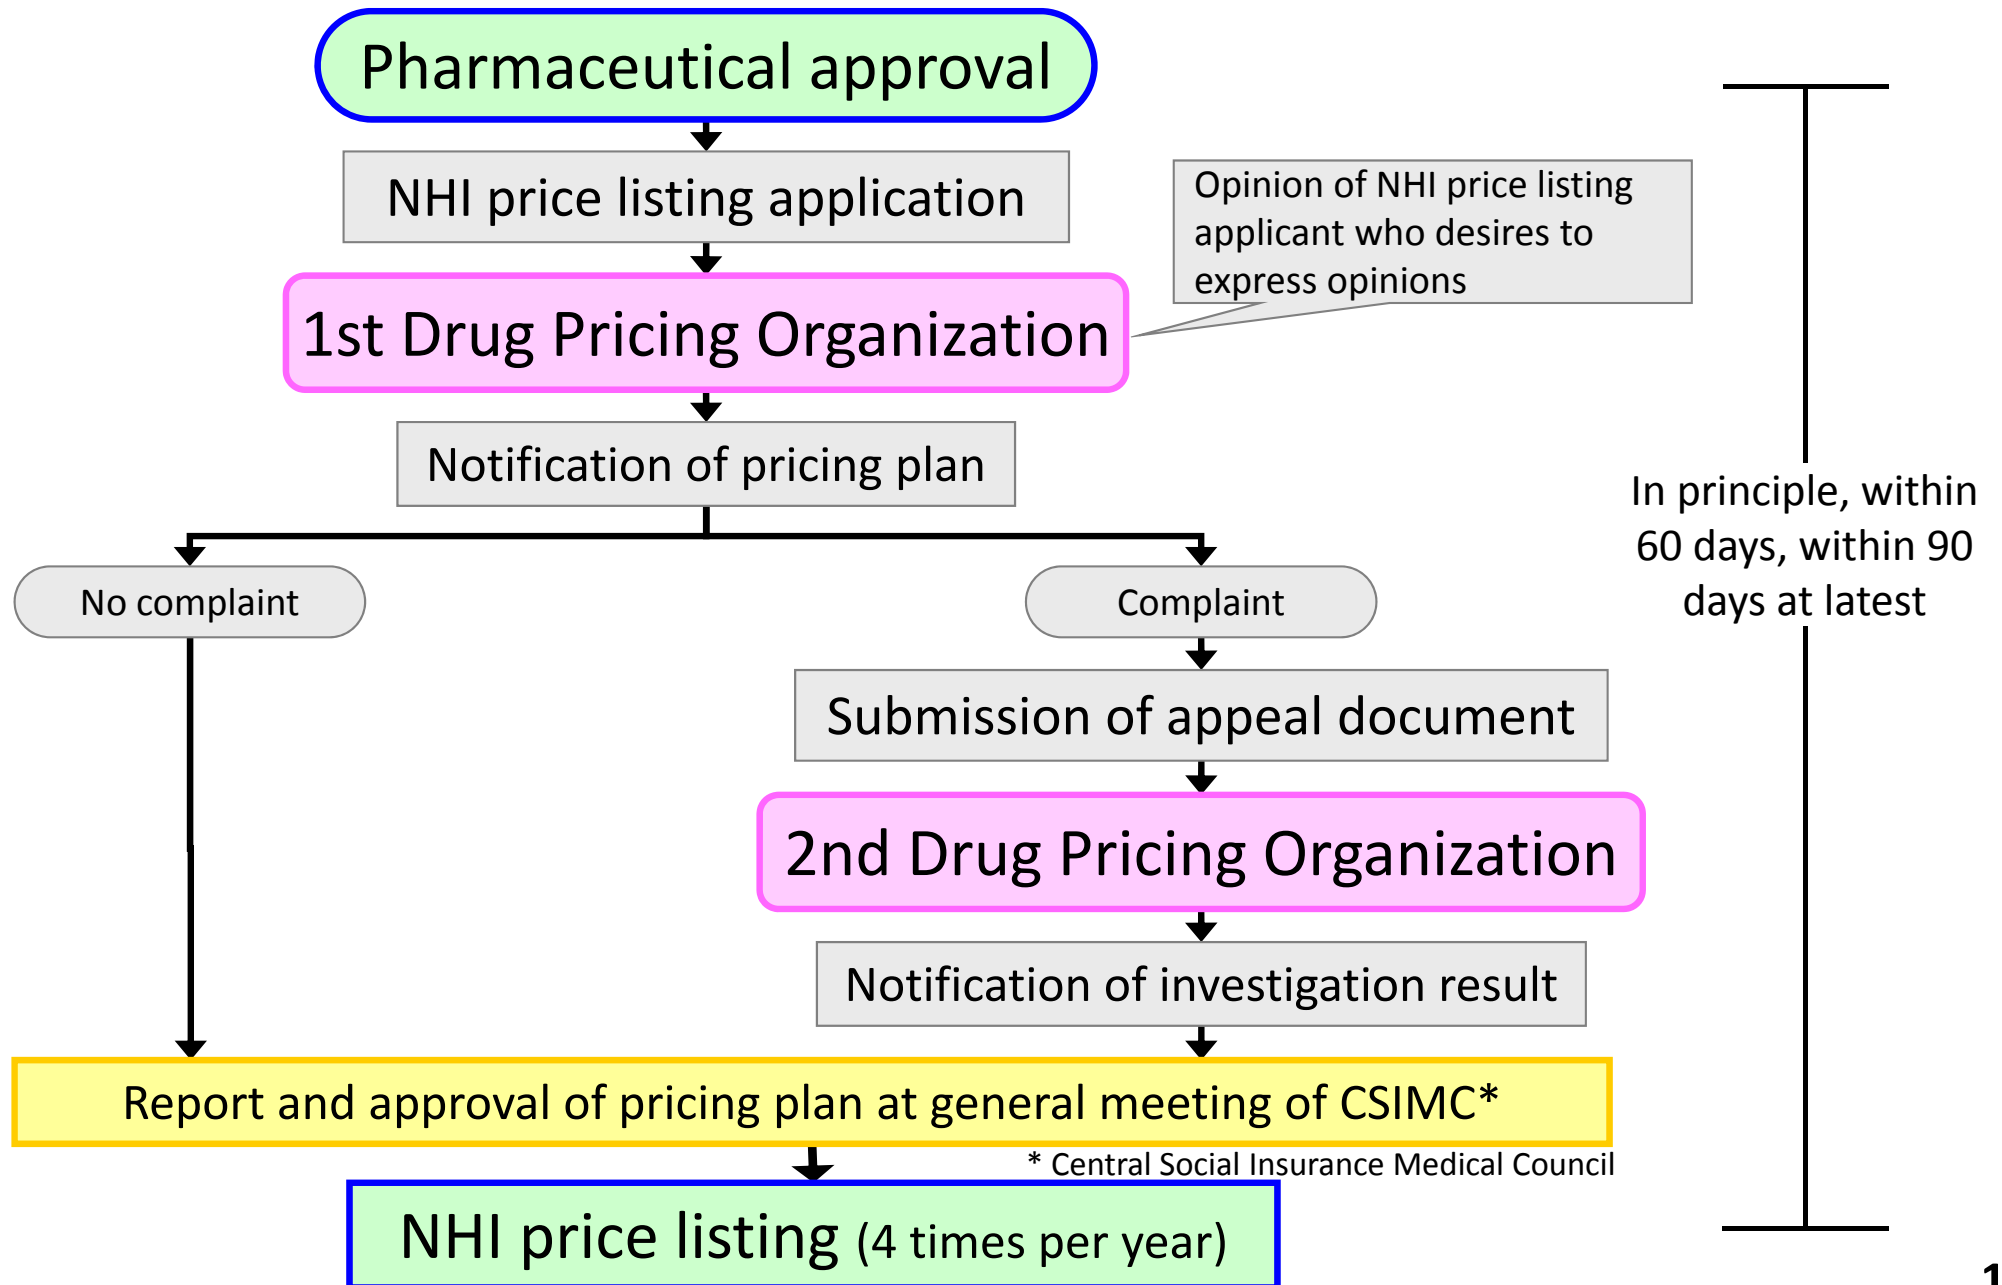 Pharmaceutical approval
NHI price listing application
Opinion of NHI price listing
applicant who desires to
express opinions
1st Drug Pricing Organization
Notification of pricing plan
In principle, within
60 days, within 90
days at latest
No complaint
Complaint
Submission of appeal document
2nd Drug Pricing Organization
Notification of investigation result
Report and approval of pricing plan at general meeting of CSIMC*
* Central Social Insurance Medical Council
NHI price listing (4 times per year)